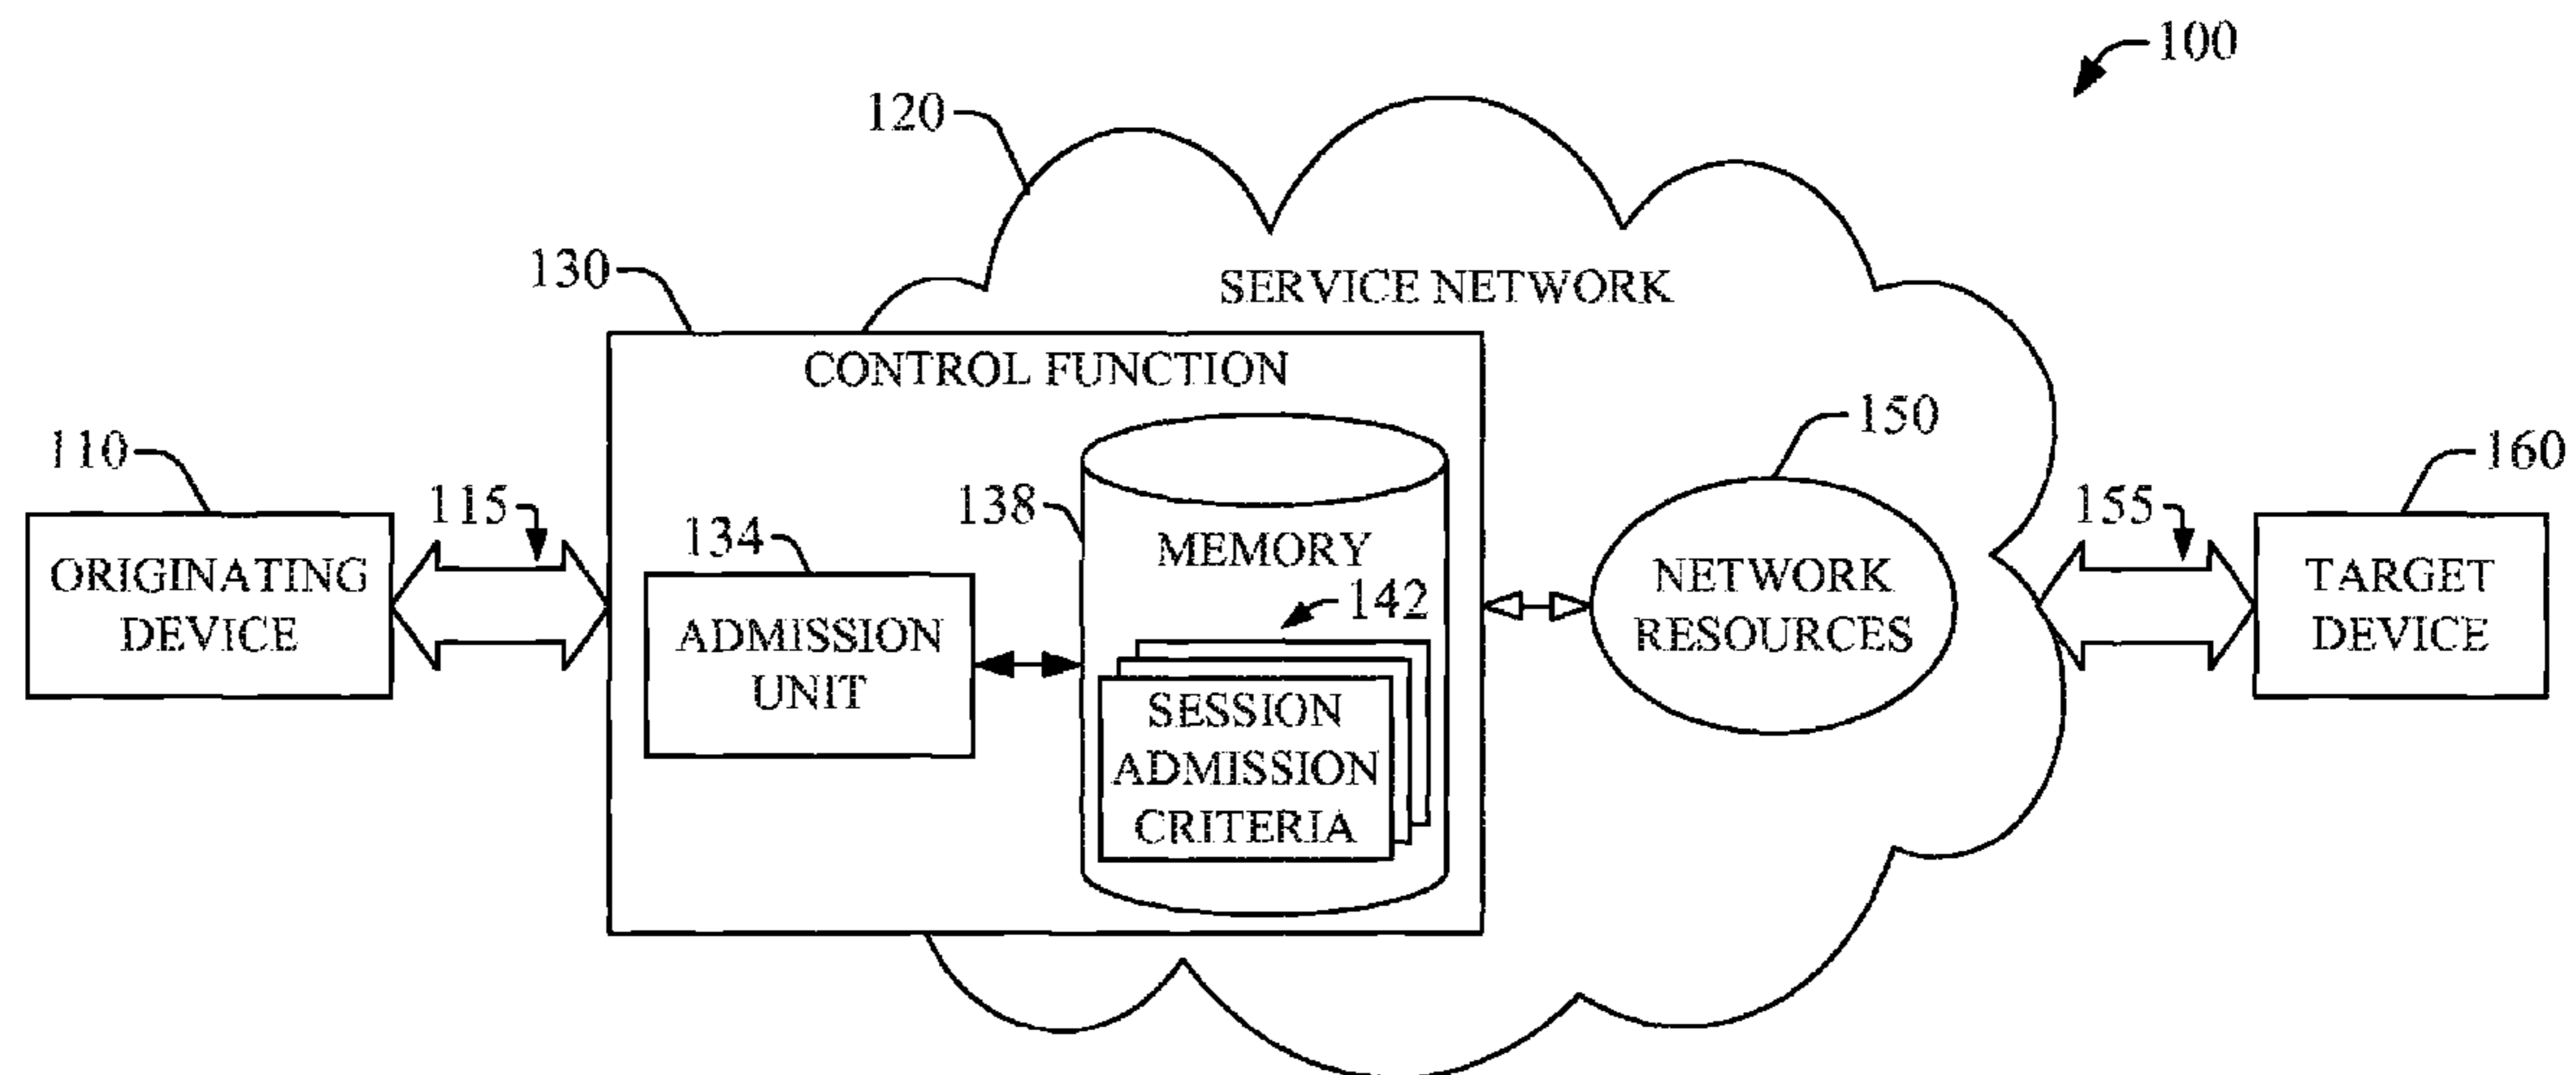 100
120
130
SERVICE NETWORK
CONTROL FUNCTION
110
115
138
150
160
155
134
MEMORY
142
ORIGINATING
DEVICE
ADMISSION
UNIT
SESSION
ADMISSION
CRITERIA
NETWORK
RESOURCES
TARGET
DEVICE